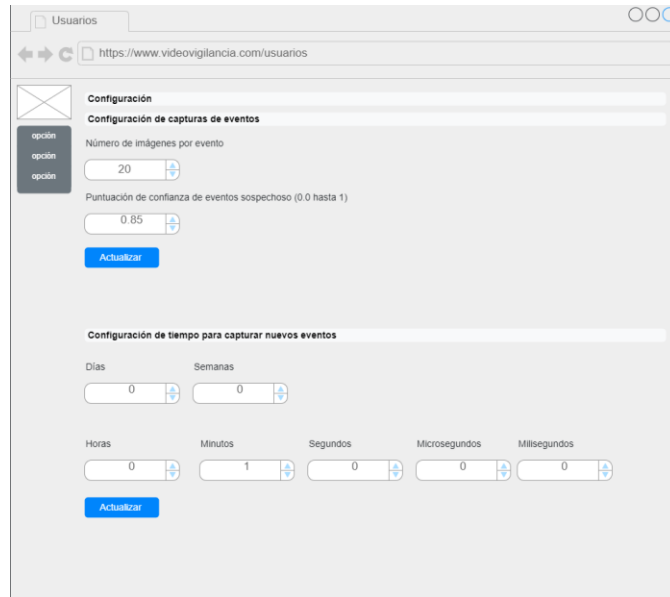 Usuarios
https://www.videovigilancia.com/usuarios
Configuración
Configuración de capturas de eventos
opción
opción
opción
Número de imágenes por evento
20
Puntuación de confianza de eventos sospechoso (0.0 hasta 1)
0.85
Actualizar
Configuración de tiempo para capturar nuevos eventos
Días Semanas
0 0
Horas Minutos Segundos Microsegundos Milisegundos
0 1 0 0 0
Actualizar